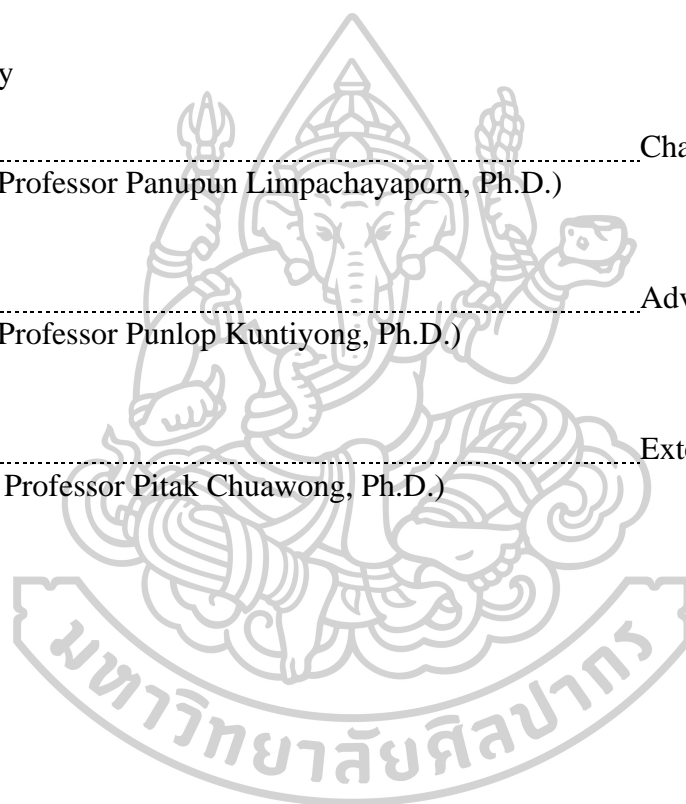 y
Cha
Professor Panupun Limpachayaporn, Ph.D.)
Adv
Professor Punlop Kuntiyong, Ph.D.)
Exte
Professor Pitak Chuawong, Ph.D.)
มหาวิทยาลัยศิลปากร